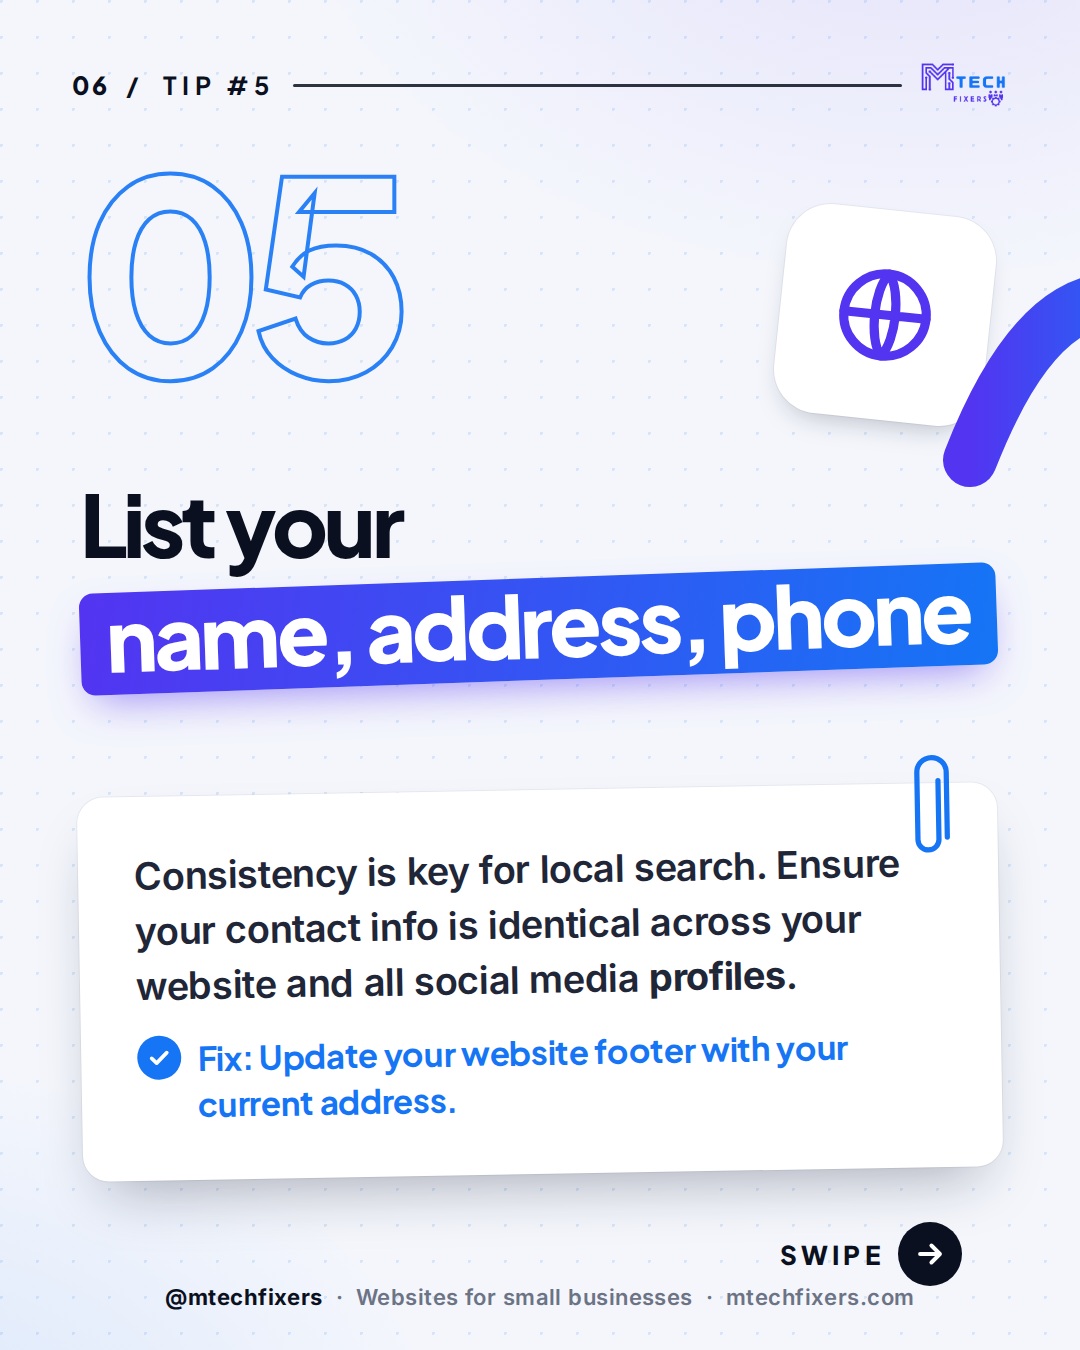 06 / TIP #5
MTECH
FIXERS
05
List your
name, address, phone
Consistency is key for local search. Ensure
your contact info is identical across your
website and all social media profiles.
Fix: Update your website footer with your
current address.
SWIPE
@mtechfixers · Websites for small businesses · mtechfixers.com